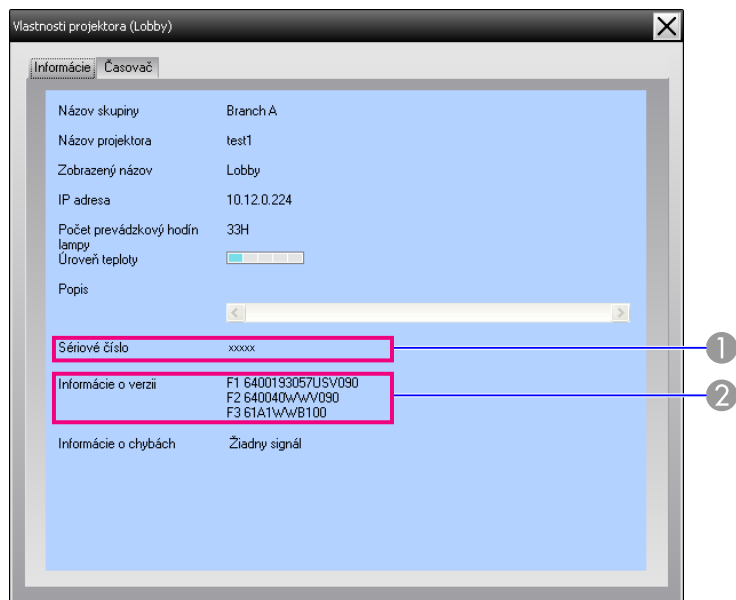 Vlastnosti projektora (Lobby)
Informácie Časovač
Názov skupiny Branch A
Názov projektora test1
Zobrazený názov Lobby
IP adresa 10.12.0.224
Počet prevádzkový hodín 33H
lampy
Úroveň teploty
Popis
Sériové číslo xxxxx
1
Informácie o verzii F1 6400193057USV090
F2 640040WWV090
F3 61A1WWB100
2
Informácie o chybách Žiadny signál